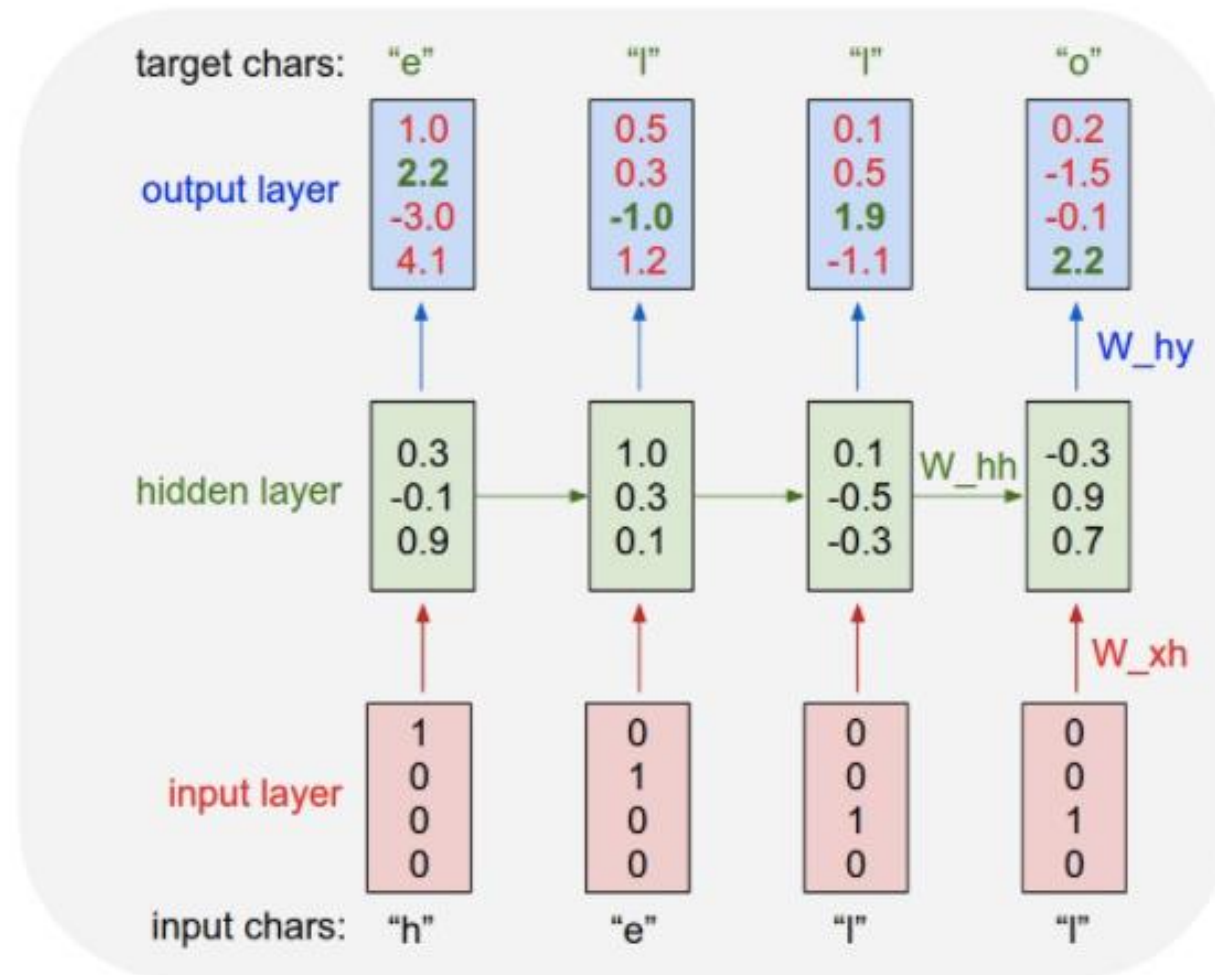 target chars: “e” “l” “l” “o”
1.0 0.5 0.1 0.2
2.2 0.3 0.5 -1.5
output layer
-3.0 -1.0 1.9 -0.1
4.1 1.2 -1.1 2.2
W_hy
0.3 1.0 0.1 W_hh -0.3
hidden layer -0.1 0.3 -0.5 0.9
0.9 0.1 -0.3 0.7
W_xh
1 0 0 0
0 1 0 0
input layer
0 0 1 1
0 0 0 0
input chars: “h” “e” “l” “l”